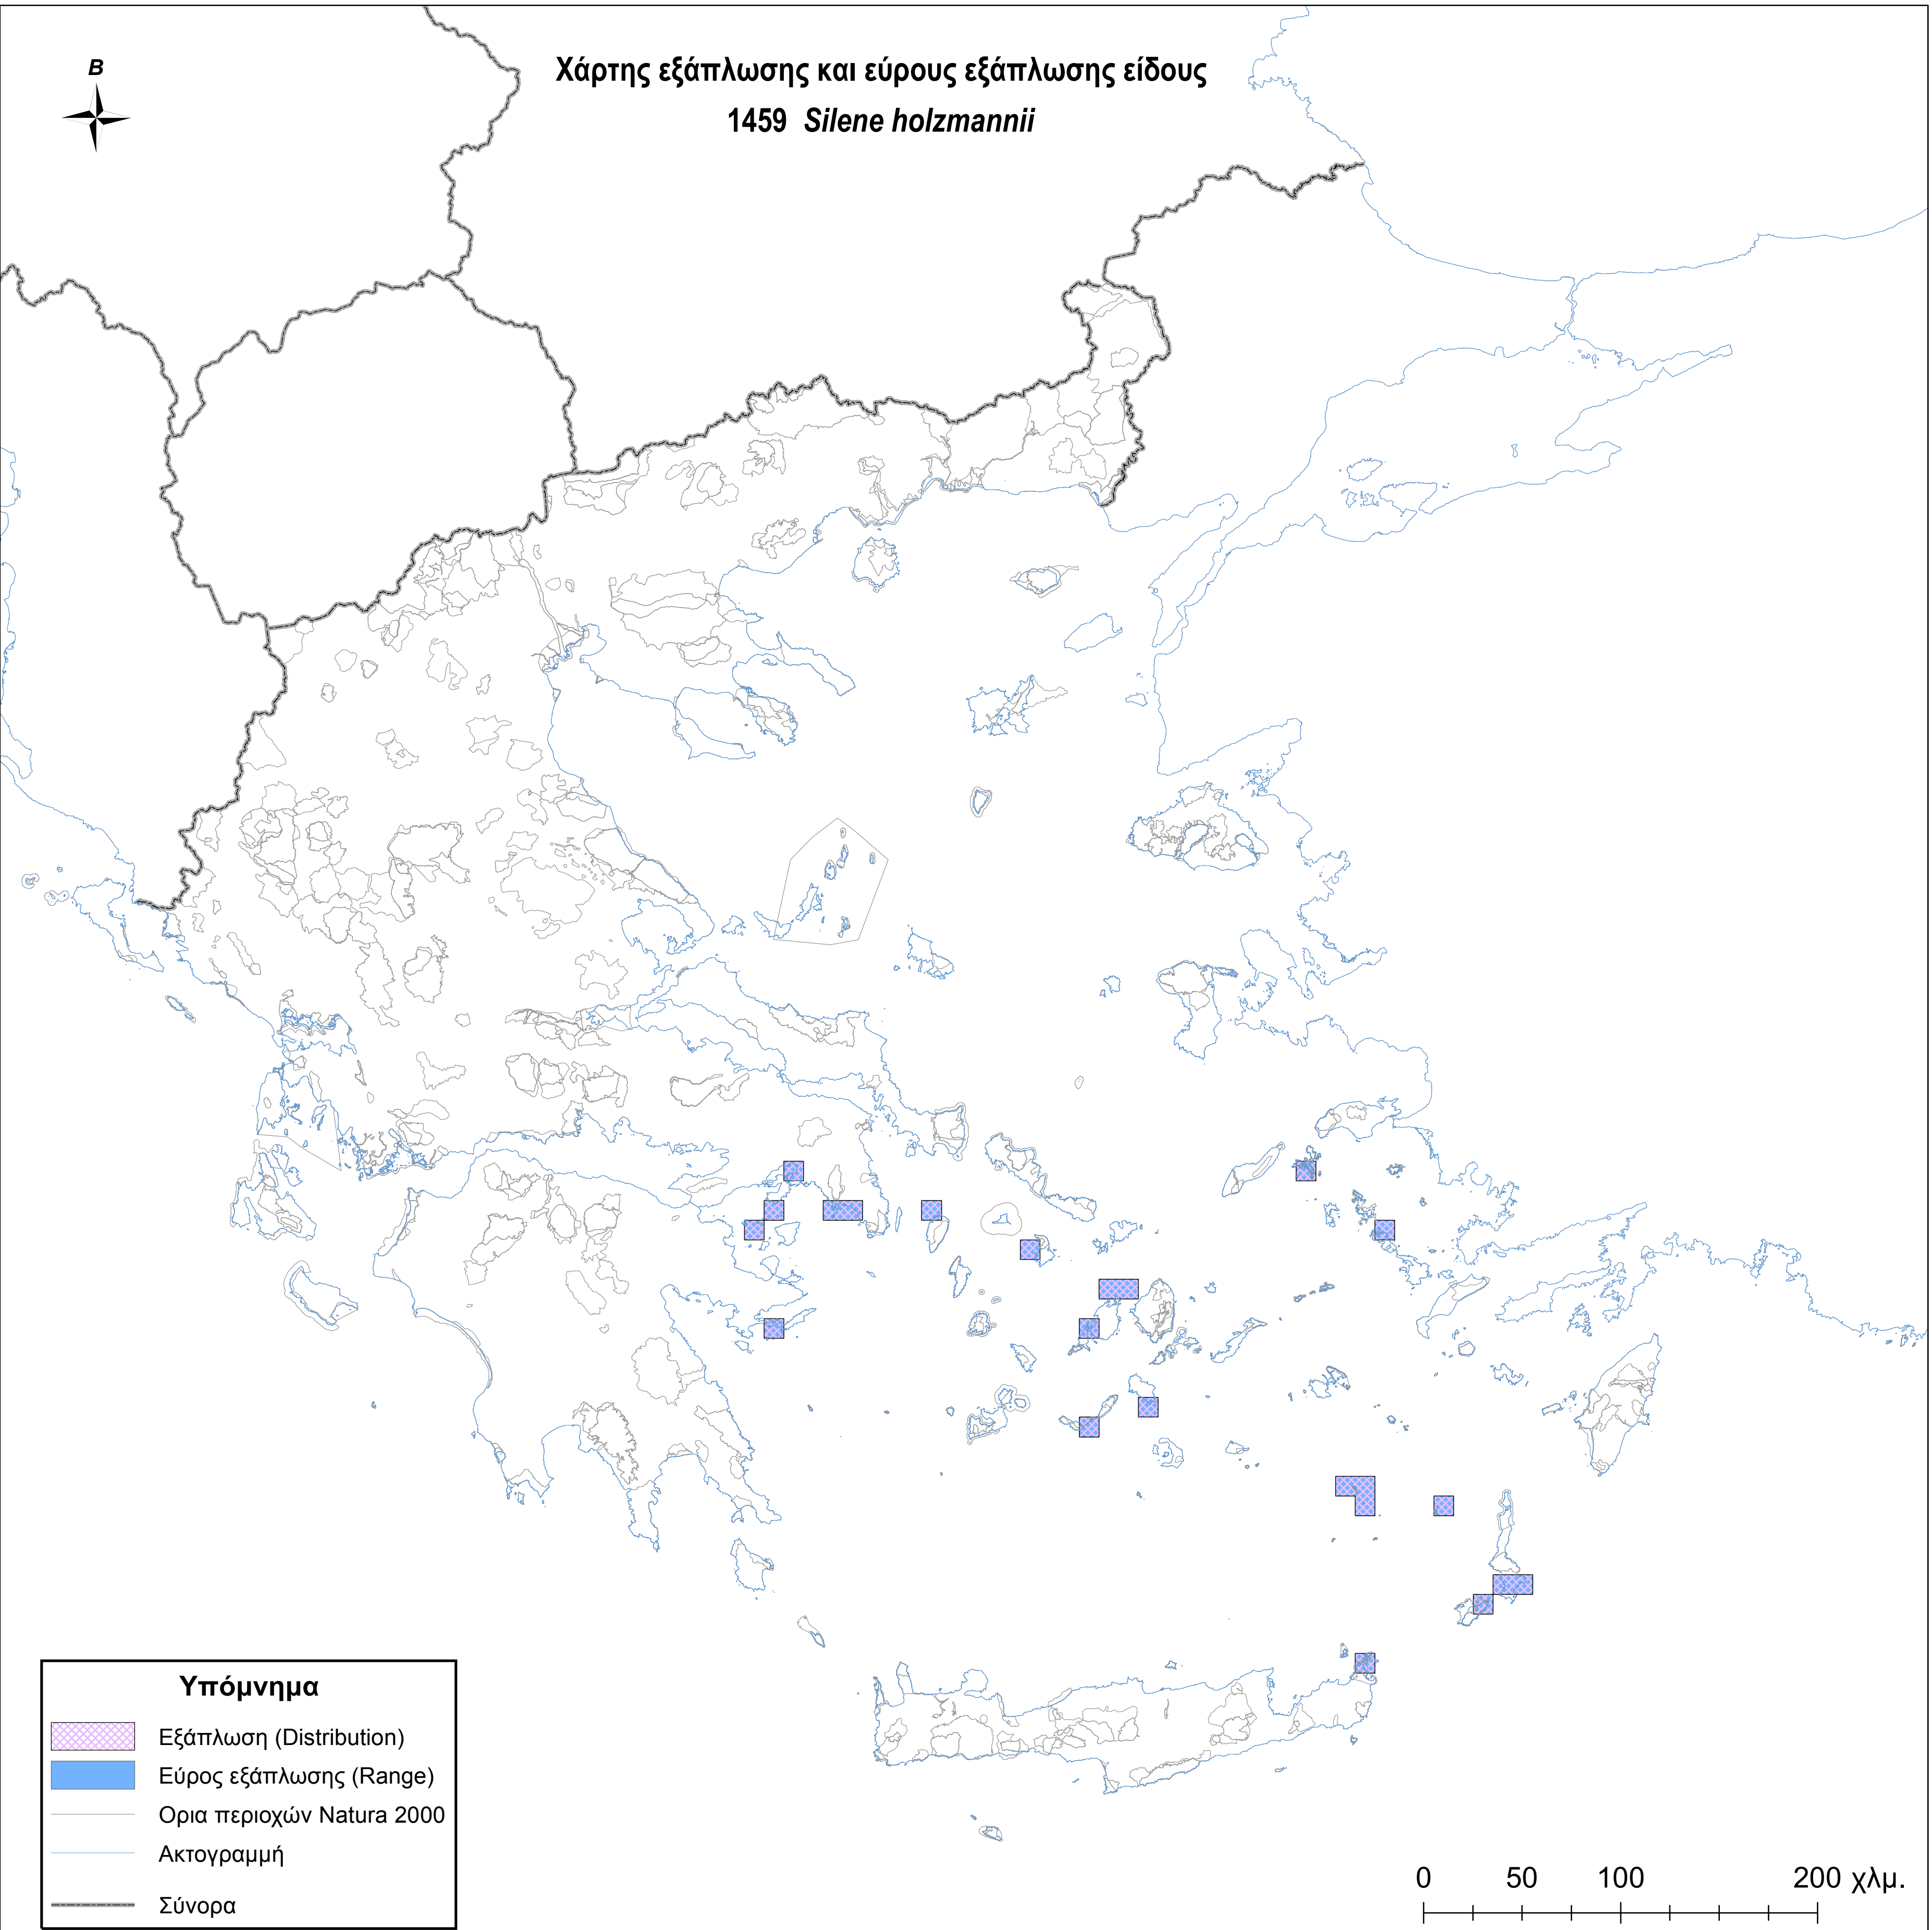 Χάρτης εξάπλωσης και εύρους εξάπλωσης είδους
1459 Silene holzmannii
Β
Υπόμνημα
Εξάπλωση (Distribution)
Εύρος εξάπλωσης (Range)
Ορια περιοχών Natura 2000
Ακτογραμμή
Σύνορα
0 50 100 200 χλμ.